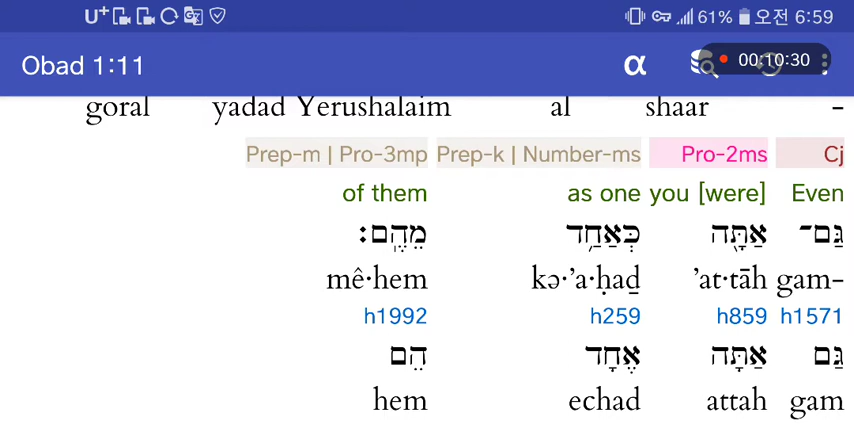 U+ 61% 오전 6:59
Obad 1:11 α 00:10:30
goral yadad Yerushalaim al shaar -
Prep-m | Pro-3mp Prep-k | Number-ms Pro-2ms Cj
of them as one you [were] Even
גַּם־ אַתָּ֖ה כְּאַחַ֥ד מֵהֶֽם׃
mê·hem kə·’a·ḥaḏ ’at·tāh gam-
h1992 h259 h859 h1571
גַּם אַתָּה אֶחָד הֵם
hem echad attah gam